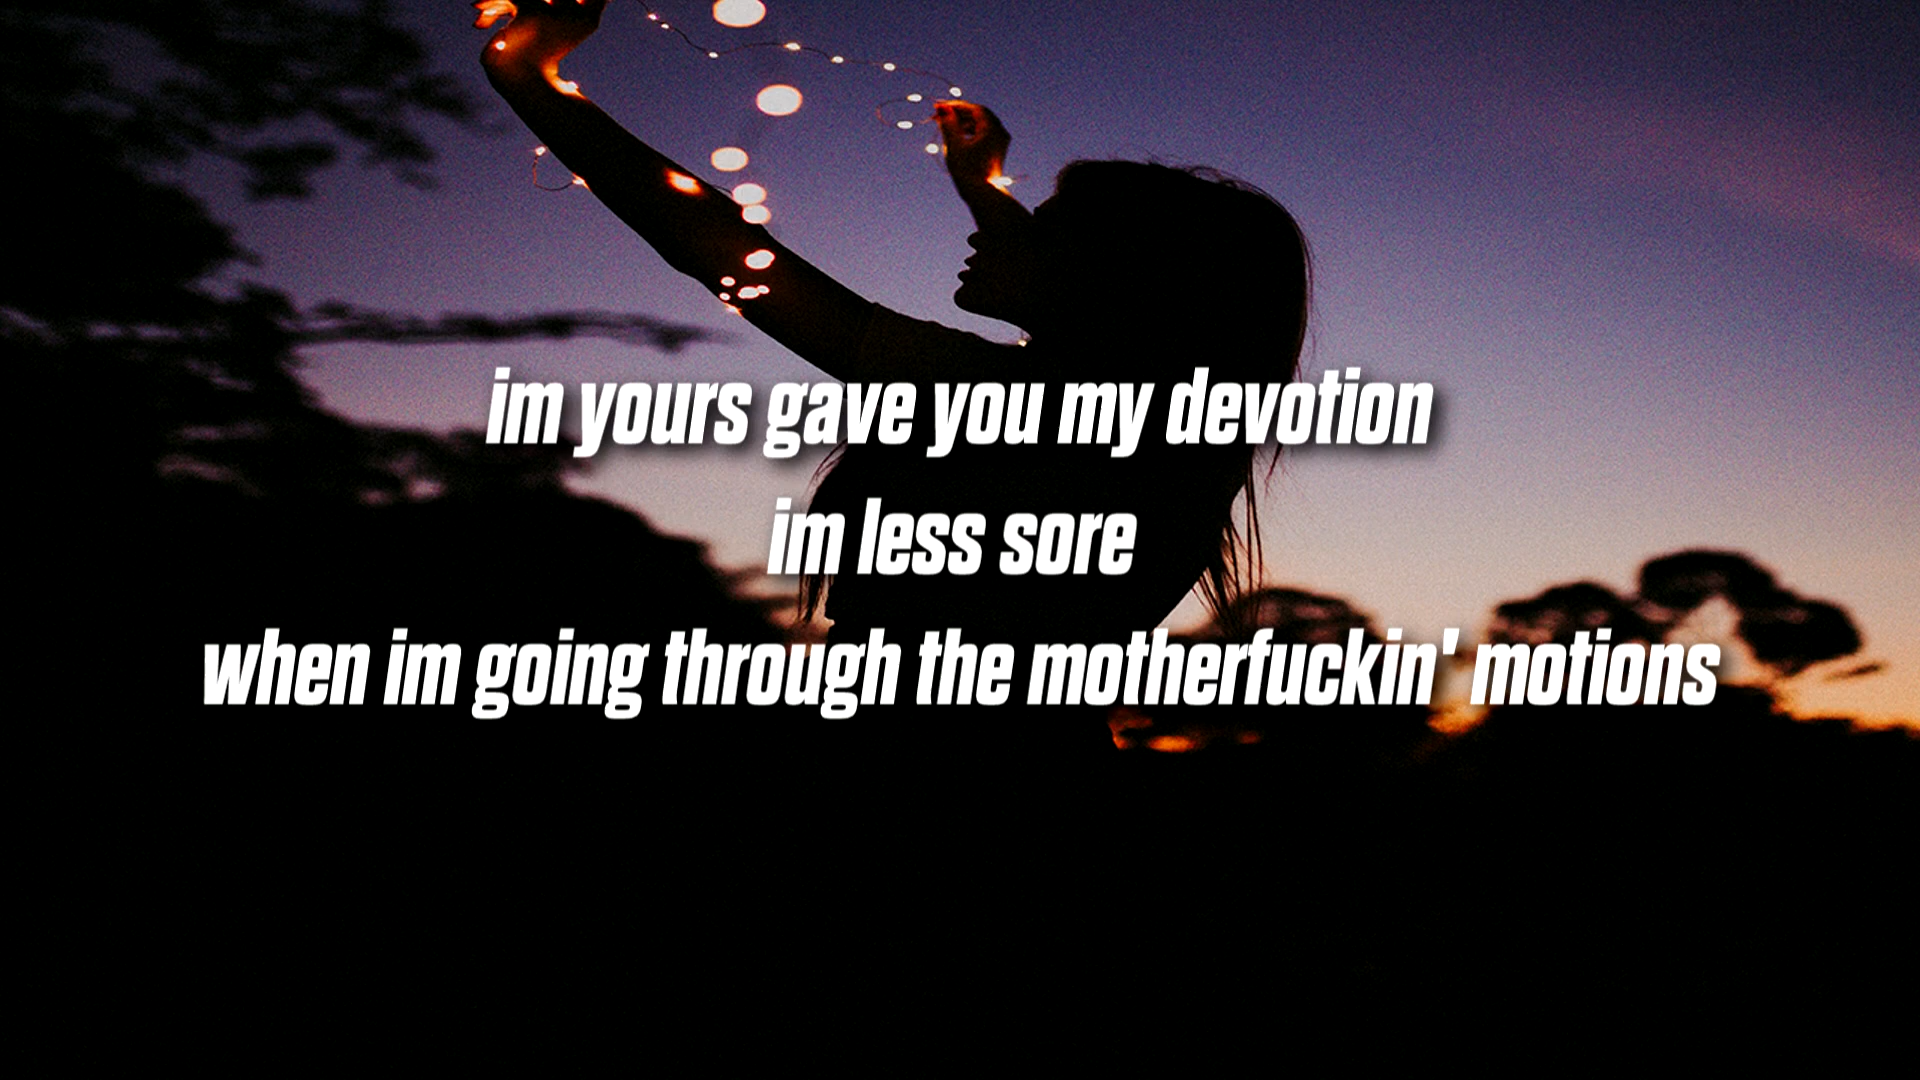 im yours gave you my devotion
im less sore
when im going through the motherfuckin' motions